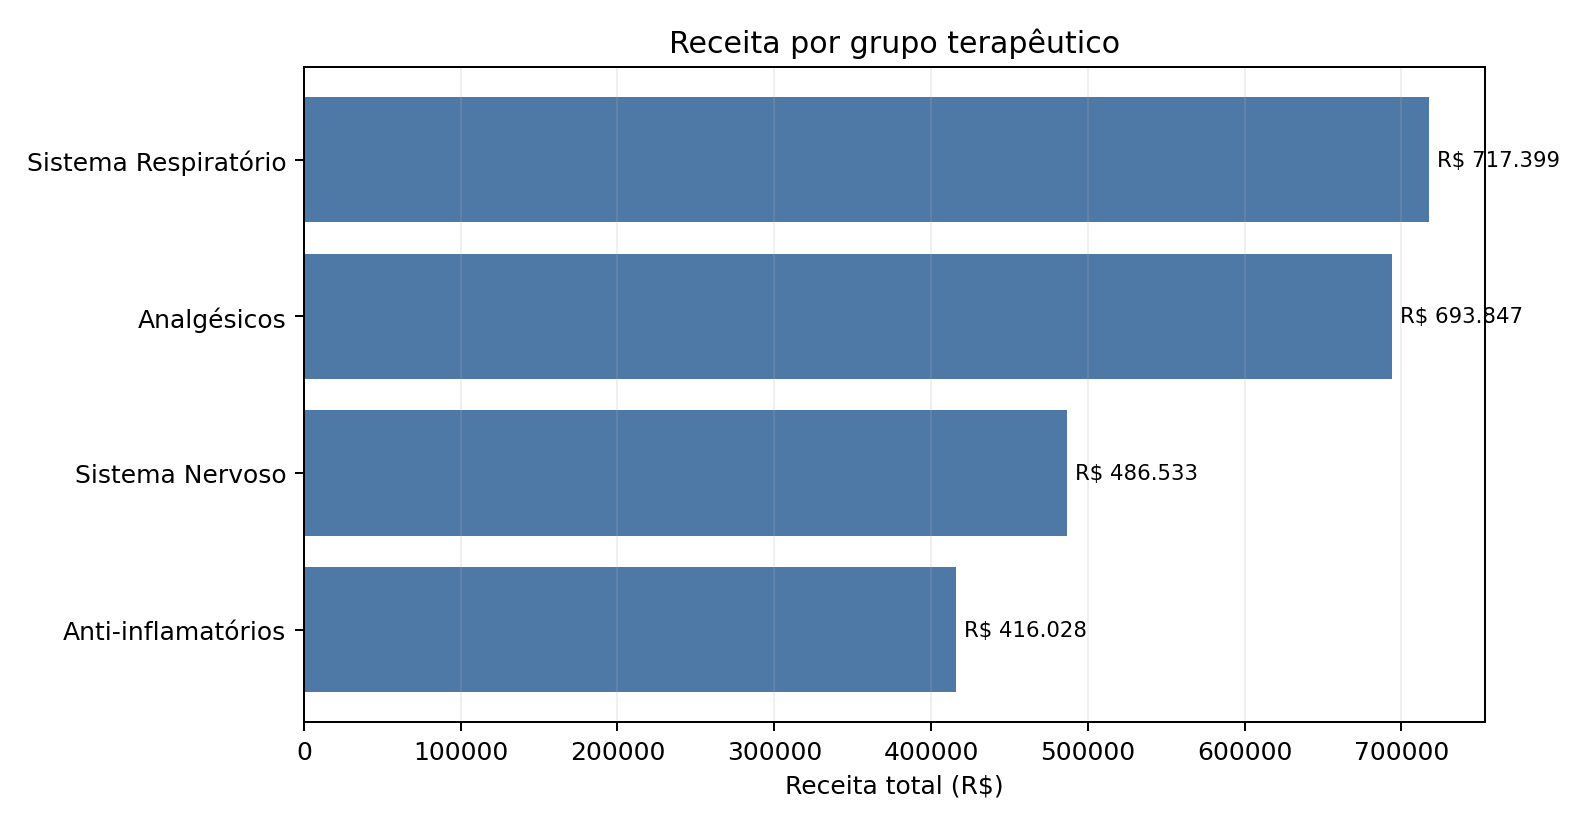 Receita por grupo terapêutico
Sistema Respiratório
R$ 717.399
Analgésicos
R$ 693.847
Sistema Nervoso
R$ 486.533
Anti-inflamatórios
R$ 416.028
0 100000 200000 300000 400000 500000 600000 700000
Receita total (R$)